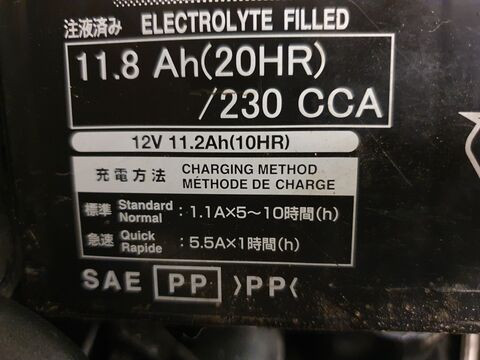 注液済み ELECTROLYTE FILLED
11.8 Ah(20HR)
/230 CCA
12V 11.2Ah(10HR)
充電方法 CHARGING METHOD
MÉTHODE DE CHARGE
標準 Standard Normal : 1.1A×5～10時間(h)
急速 Quick Rapide : 5.5A×1時間(h)
SAE PP >PP<